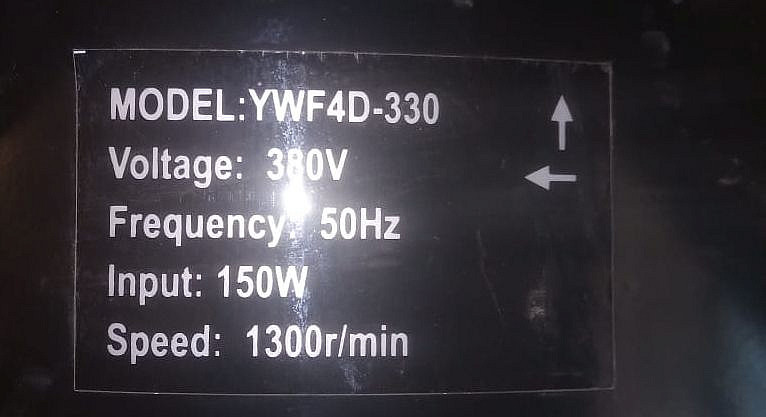 MODEL:YWF4D-330
Voltage: 380V
Frequency: 50Hz
Input: 150W
Speed: 1300r/min